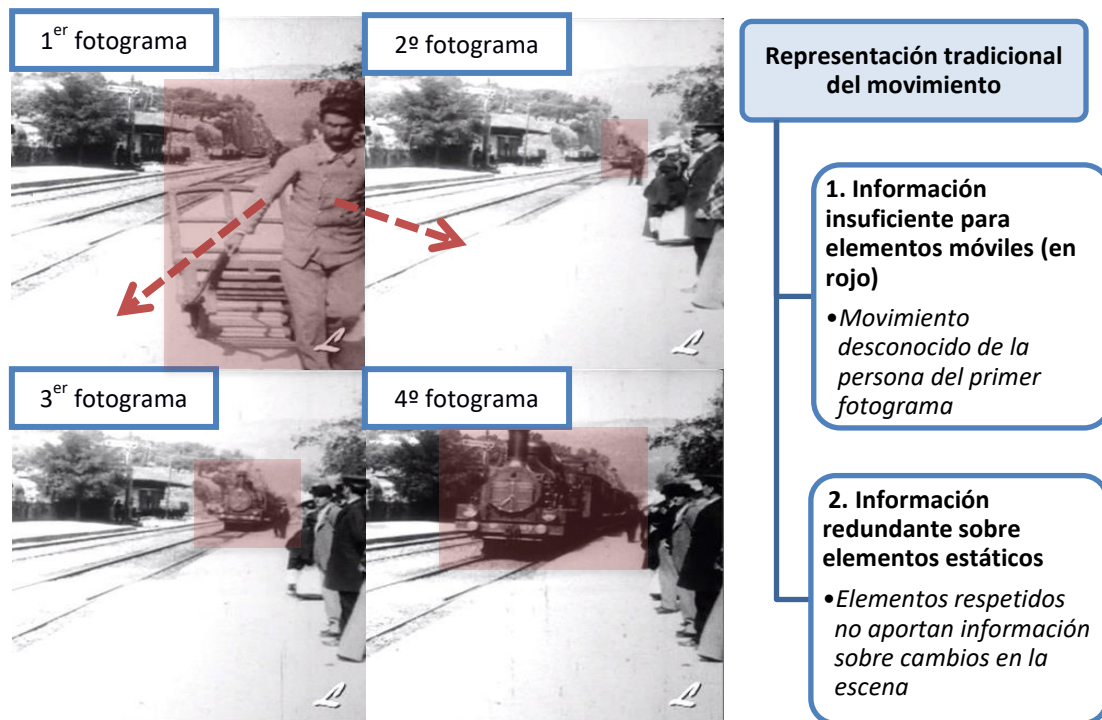 1er fotograma
2º fotograma
3er fotograma
4º fotograma
Representación tradicional
del movimiento
1. Información
insuficiente para
elementos móviles (en
rojo)
•Movimiento
desconocido de la
persona del primer
fotograma
2. Información
redundante sobre
elementos estáticos
•Elementos respetidos
no aportan información
sobre cambios en la
escena